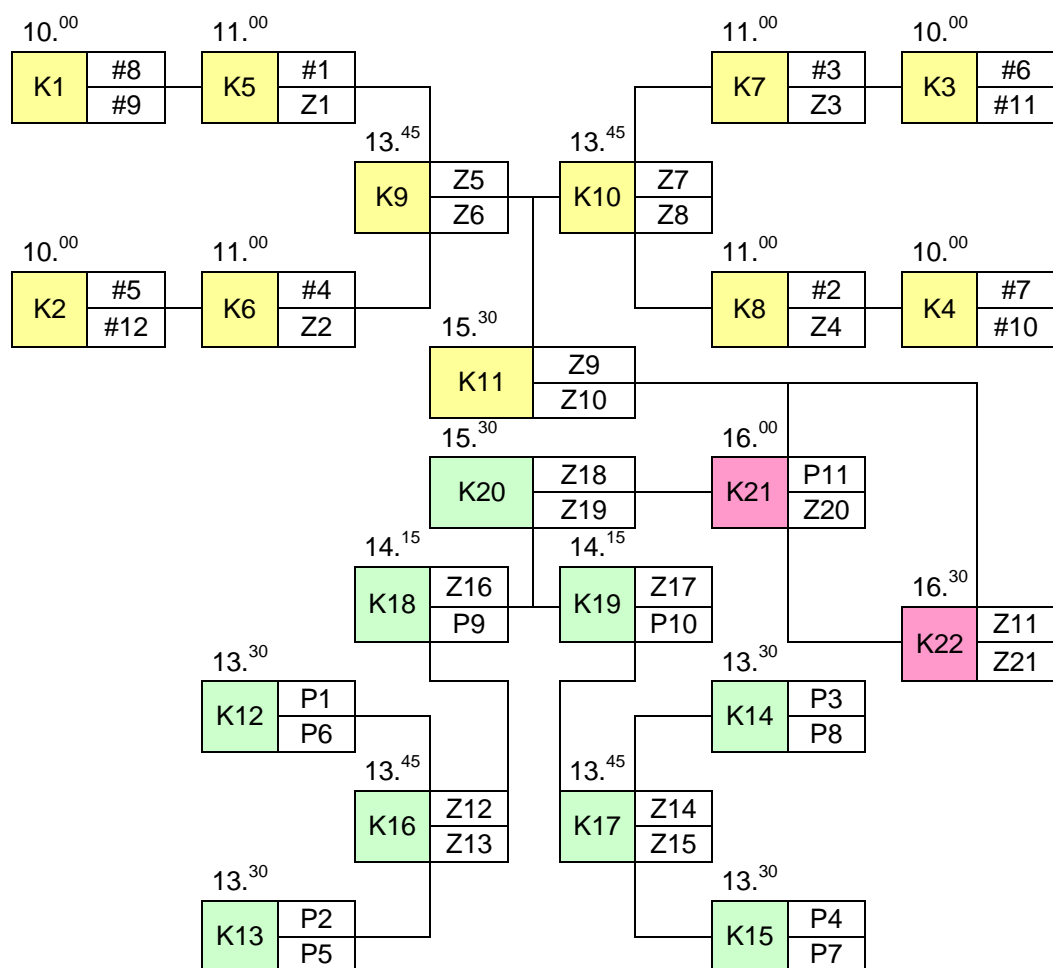 10.00 11.00 11.00 10.00
K1 #8 #9 K5 #1 Z1 K7 #3 Z3 K3 #6 #11
13.45 13.45
K9 Z5 Z6 K10 Z7 Z8
10.00 11.00 11.00 10.00
K2 #5 #12 K6 #4 Z2 K8 #2 Z4 K4 #7 #10
15.30
K11 Z9 Z10
15.30 16.00
K20 Z18 Z19 K21 P11 Z20
14.15 14.15
K18 Z16 P9 K19 Z17 P10
16.30
K22 Z11 Z21
13.30 13.30
K12 P1 P6 K14 P3 P8
13.45 13.45
K16 Z12 Z13 K17 Z14 Z15
13.30 13.30
K13 P2 P5 K15 P4 P7